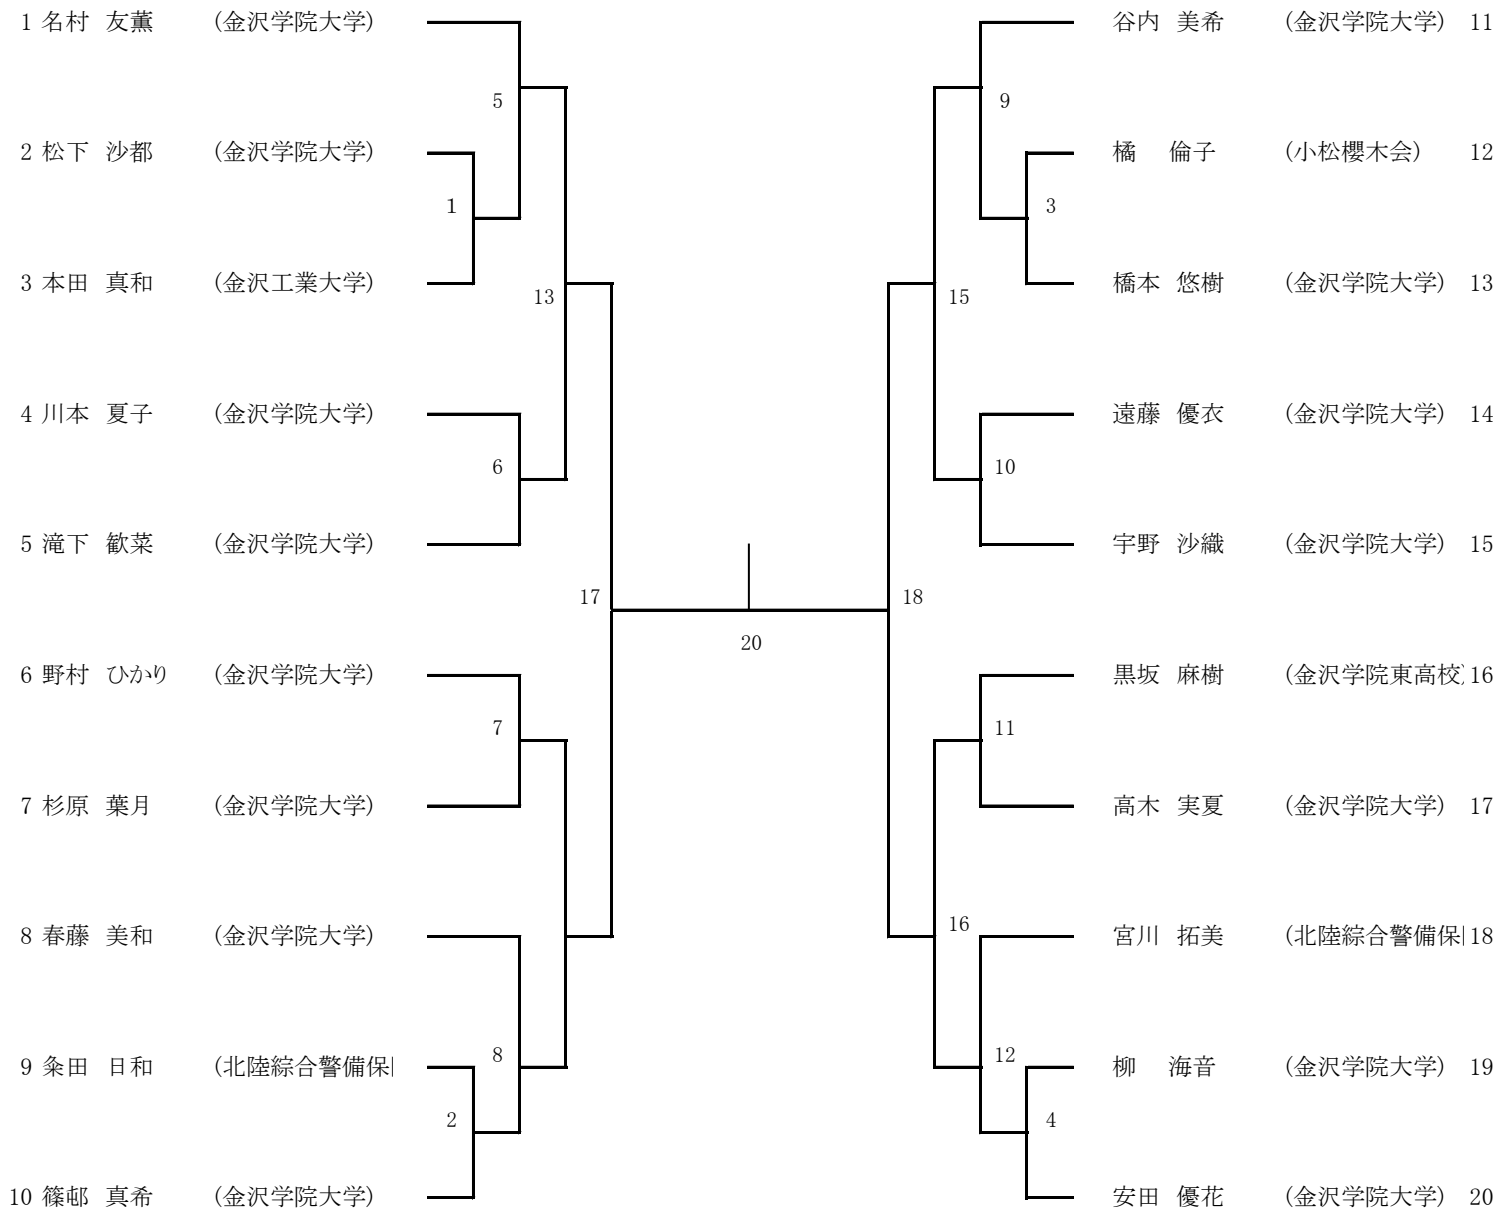 1 名村 友薫 (金沢学院大学) 谷内 美希 (金沢学院大学) 11
5 9
2 松下 沙都 (金沢学院大学) 橘 倫子 (小松櫻木会) 12
1 3
3 本田 真和 (金沢工業大学) 橋本 悠樹 (金沢学院大学) 13
13 15
4 川本 夏子 (金沢学院大学) 遠藤 優衣 (金沢学院大学) 14
6 10
5 滝下 歓菜 (金沢学院大学) 宇野 沙織 (金沢学院大学) 15
17 18
20
6 野村 ひかり (金沢学院大学) 黒坂 麻樹 (金沢学院東高校) 16
7 11
7 杉原 葉月 (金沢学院大学) 高木 実夏 (金沢学院大学) 17
16
8 春藤 美和 (金沢学院大学) 宮川 拓美 (北陸綜合警備保 18
8 12
9 粂田 日和 (北陸綜合警備保 柳 海音 (金沢学院大学) 19
2 4
10 篠邨 真希 (金沢学院大学) 安田 優花 (金沢学院大学) 20